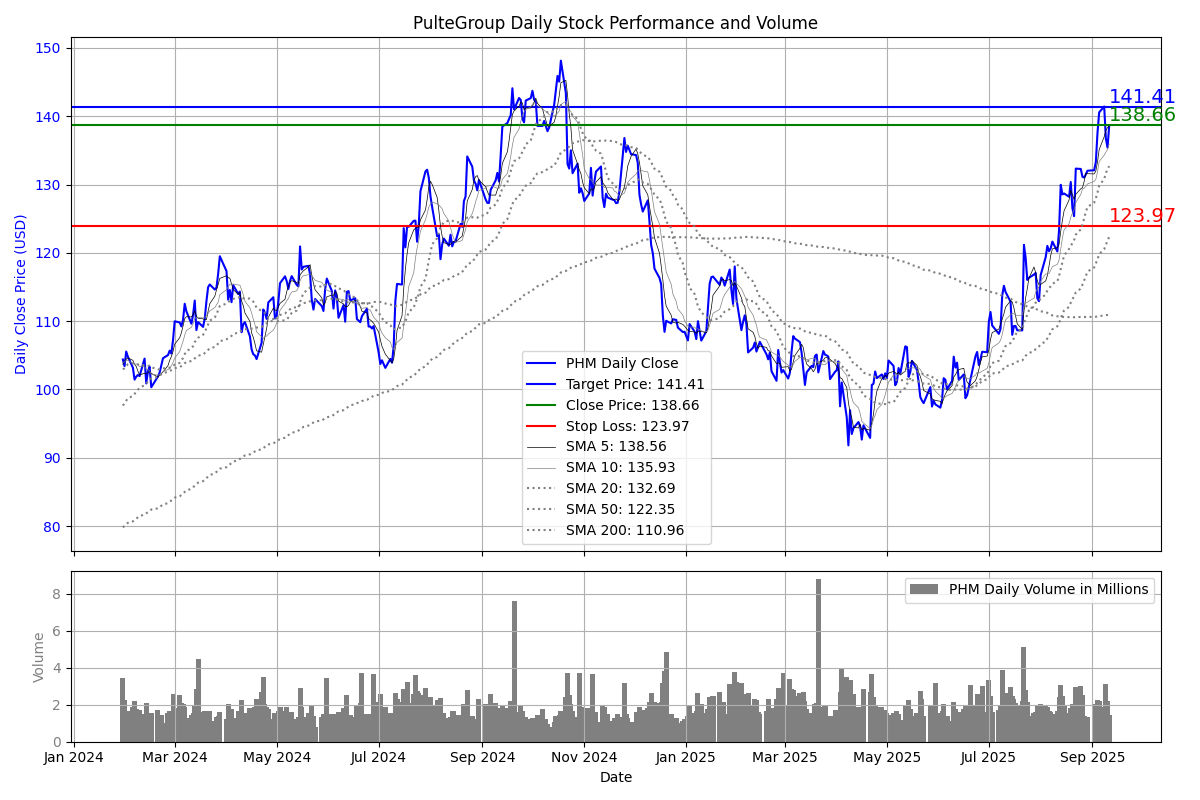 PulteGroup Daily Stock Performance and Volume
150
140
130
120
110
100
90
80
Daily Close Price (USD)
141.41
138.66
123.97
PHM Daily Close
Target Price: 141.41
Close Price: 138.66
Stop Loss: 123.97
SMA 5: 138.56
SMA 10: 135.93
SMA 20: 132.69
SMA 50: 122.35
SMA 200: 110.96
8
6
4
2
0
Volume
PHM Daily Volume in Millions
Jan 2024
Mar 2024
May 2024
Jul 2024
Sep 2024
Nov 2024
Jan 2025
Mar 2025
May 2025
Jul 2025
Sep 2025
Date